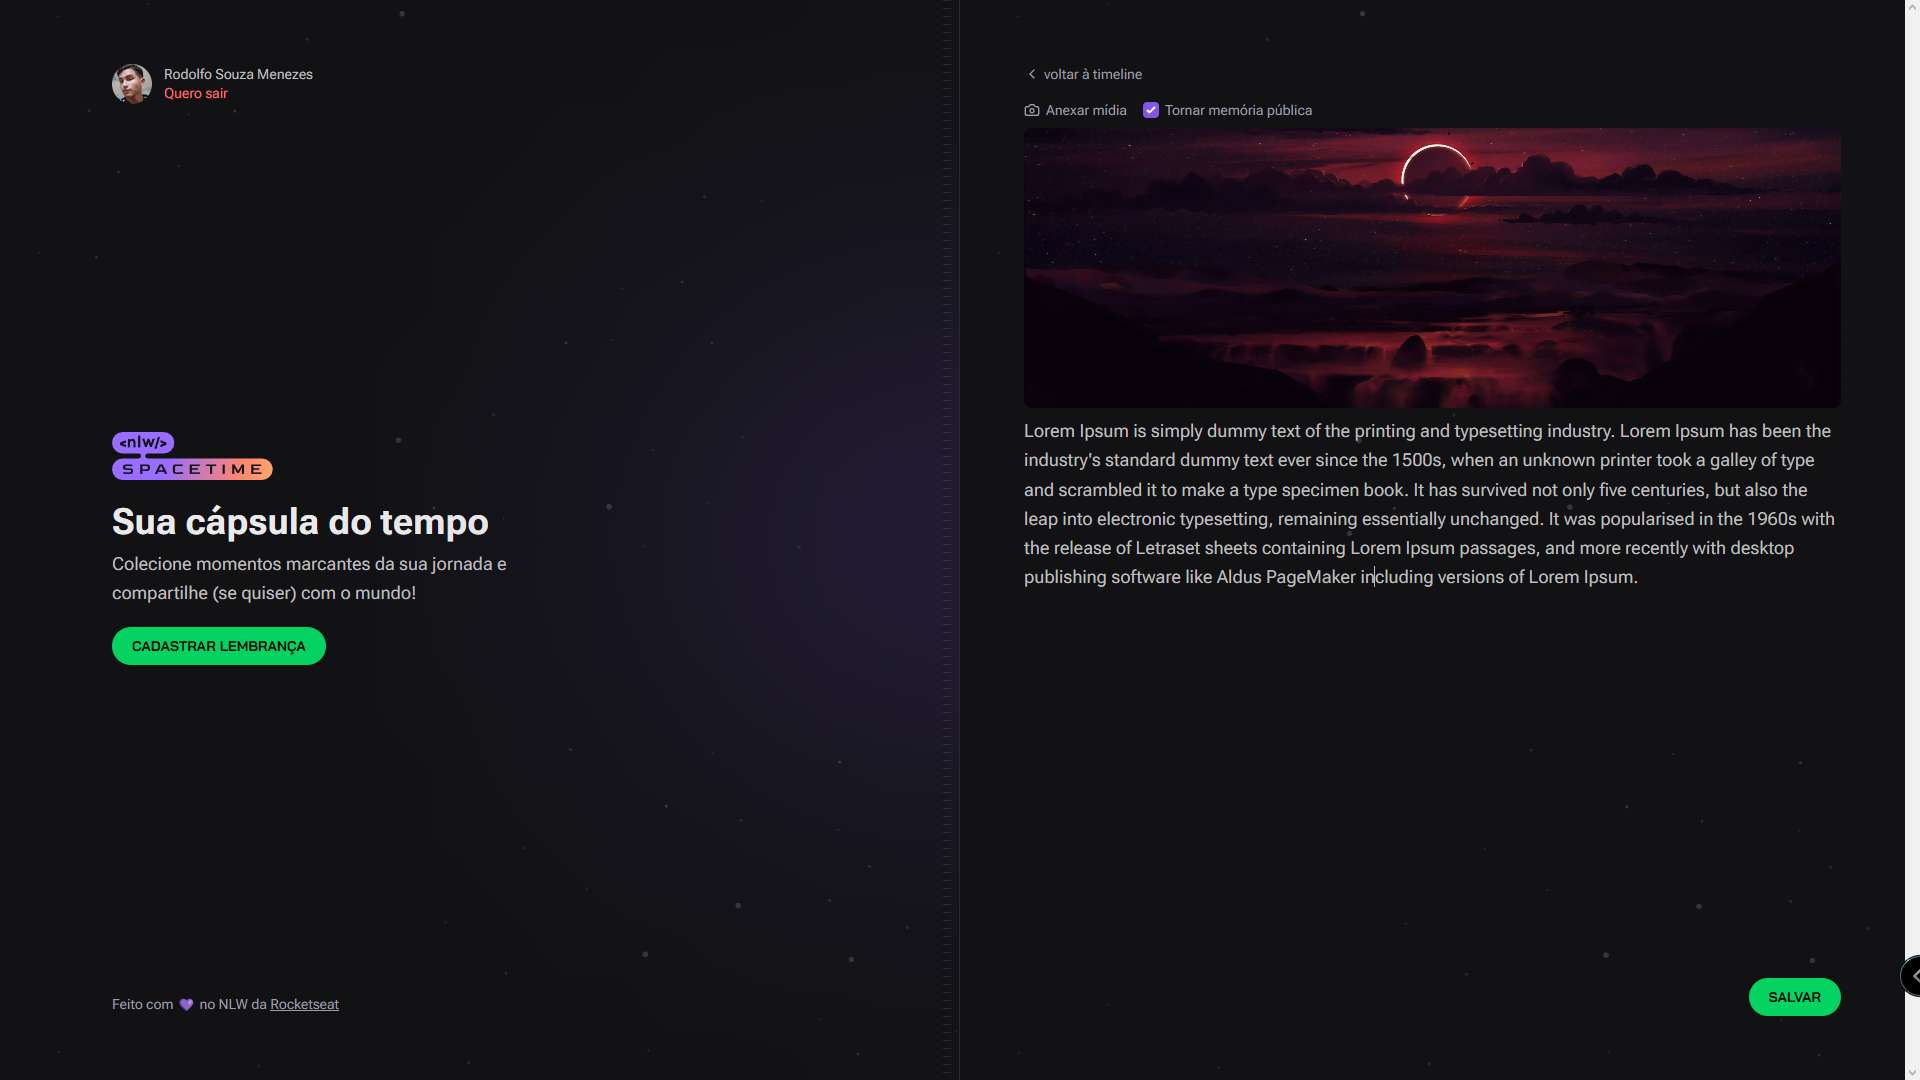 Rodolfo Souza Menezes
Quero sair
<nlw/>
SPACETIME
Sua cápsula do tempo
Colecione momentos marcantes da sua jornada e
compartilhe (se quiser) com o mundo!
CADASTRAR LEMBRANÇA
Feito com 💜 no NLW da Rocketseat
voltar à timeline
Anexar mídia Tornar memória pública
Lorem Ipsum is simply dummy text of the printing and typesetting industry. Lorem Ipsum has been the
industry's standard dummy text ever since the 1500s, when an unknown printer took a galley of type
and scrambled it to make a type specimen book. It has survived not only five centuries, but also the
leap into electronic typesetting, remaining essentially unchanged. It was popularised in the 1960s with
the release of Letraset sheets containing Lorem Ipsum passages, and more recently with desktop
publishing software like Aldus PageMaker including versions of Lorem Ipsum.
SALVAR